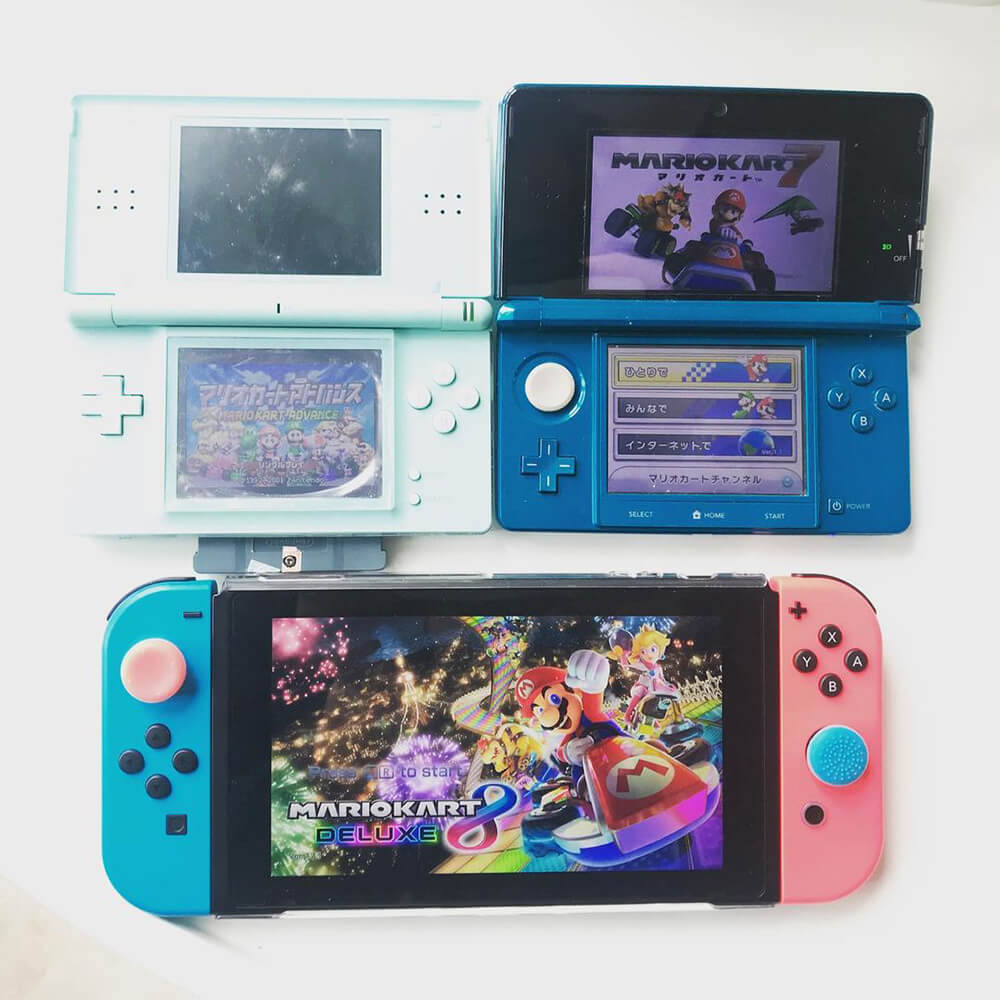 マリオカートアドバンス
MARIO KART ADVANCE
MARIOKART 7
マリオカート
3D
OFF
ひとりで
みんなで
インターネットで
Ver.1.1
マリオカートチャンネル
X
Y
A
B
SELECT
HOME
START
POWER
X
Y
A
B
M
Press
R
to start
MARIOKART 8
DELUXE